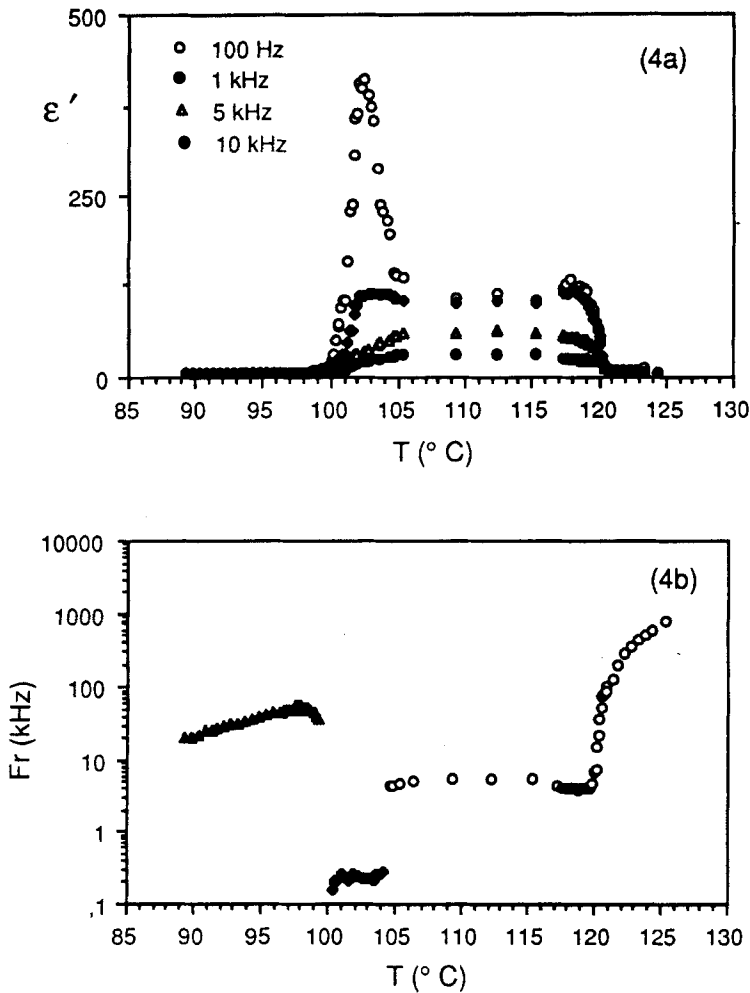 500
(4a)
○ 100 Hz
● 1 kHz
ε′
△ 5 kHz
● 10 kHz
250
0
85 90 95 100 105 110 115 120 125 130
T (° C)
10000
(4b)
1000
100
Fr (kHz)
10
1
,1
85 90 95 100 105 110 115 120 125 130
T (° C)